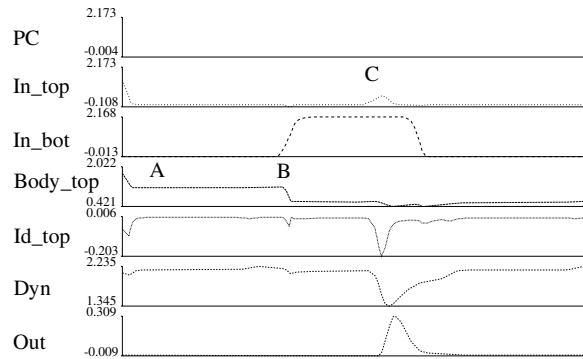 2.173
PC
-0.004
2.173
C
In_top
-0.108
2.168
In_bot
-0.013
2.022
A
B
Body_top
0.421
0.006
Id_top
-0.203
2.235
Dyn
1.345
0.309
Out
-0.009